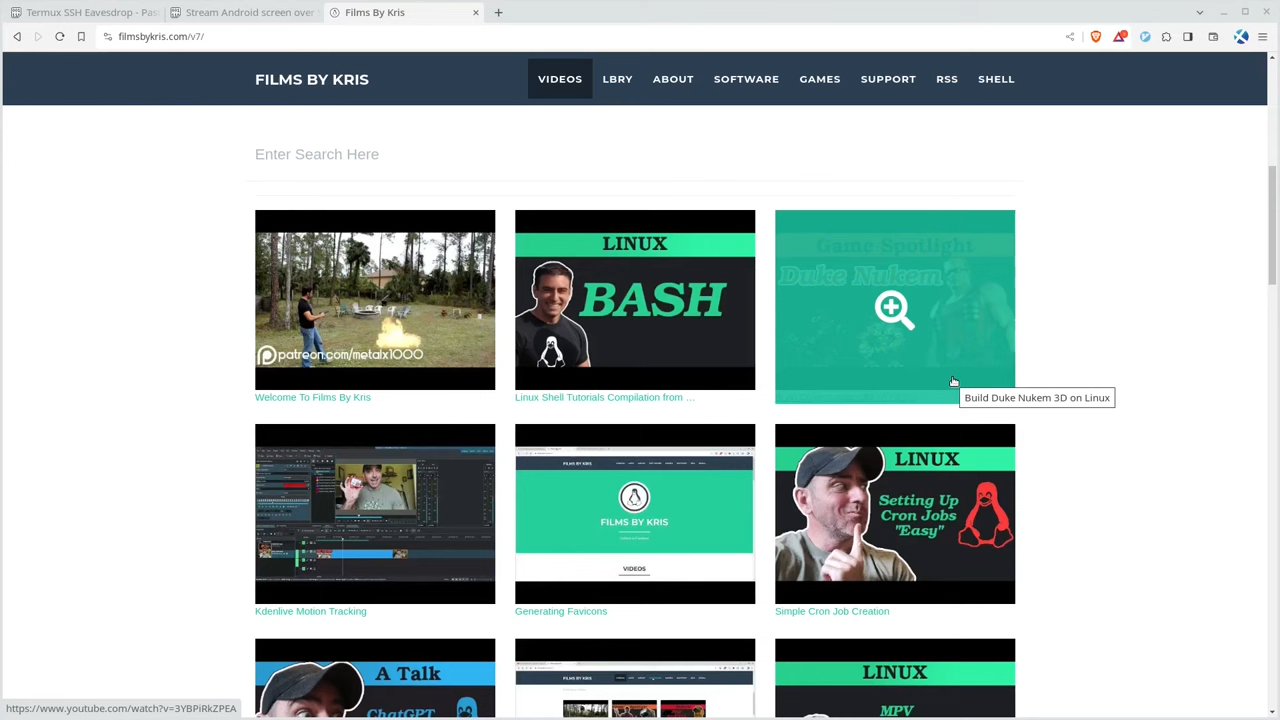 Termux SSH Eavesdrop - Pas
Stream Android screen over
Films By Kris
filmsbykris.com/v7/
FILMS BY KRIS
VIDEOS LBRY ABOUT SOFTWARE GAMES SUPPORT RSS SHELL
Enter Search Here
patreon.com/metalx1000
LINUX
BASH
Game Spotlight
Duke Nukem
Welcome To Films By Kris
Linux Shell Tutorials Compilation from …
Build Duke Nukem 3D on Linux
FILMS BY KRIS
FILMS BY KRIS
VIDEOS
LINUX
Setting Up
Cron Jobs
"Easy"
Kdenlive Motion Tracking
Generating Favicons
Simple Cron Job Creation
A Talk
ChatGPT
FILMS BY KRIS
LINUX
MPV
https://www.youtube.com/watch?v=3YBPiRkZPEA